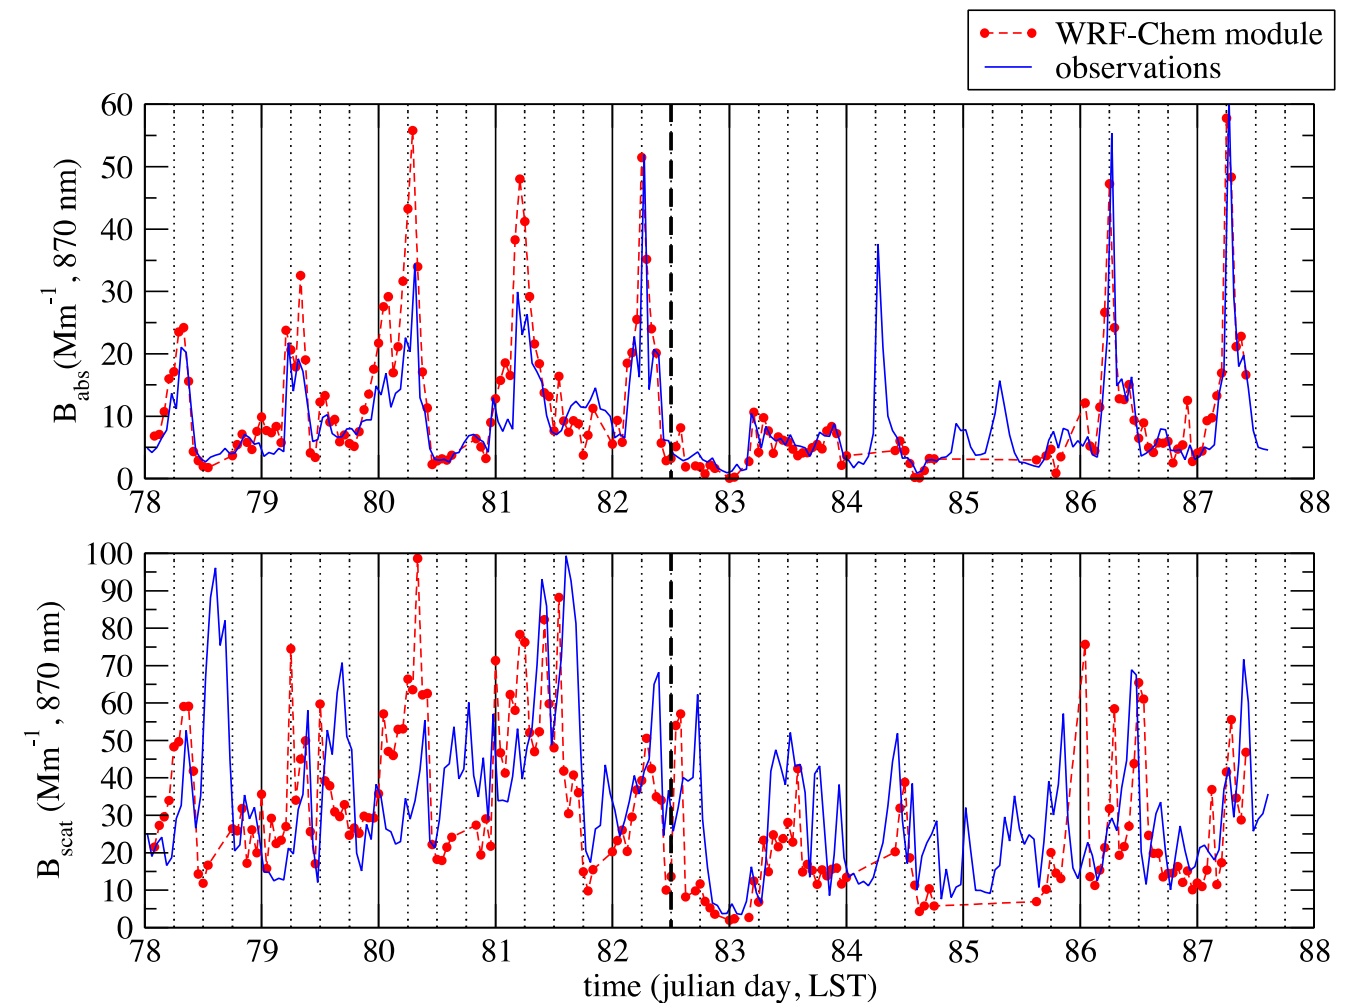 WRF-Chem module
observations
60
50
40
30
20
10
0
B_abs (Mm^-1, 870 nm)
78 79 80 81 82 83 84 85 86 87 88
100
90
80
70
60
50
40
30
20
10
0
B_scat (Mm^-1, 870 nm)
78 79 80 81 82 83 84 85 86 87 88
time (julian day, LST)